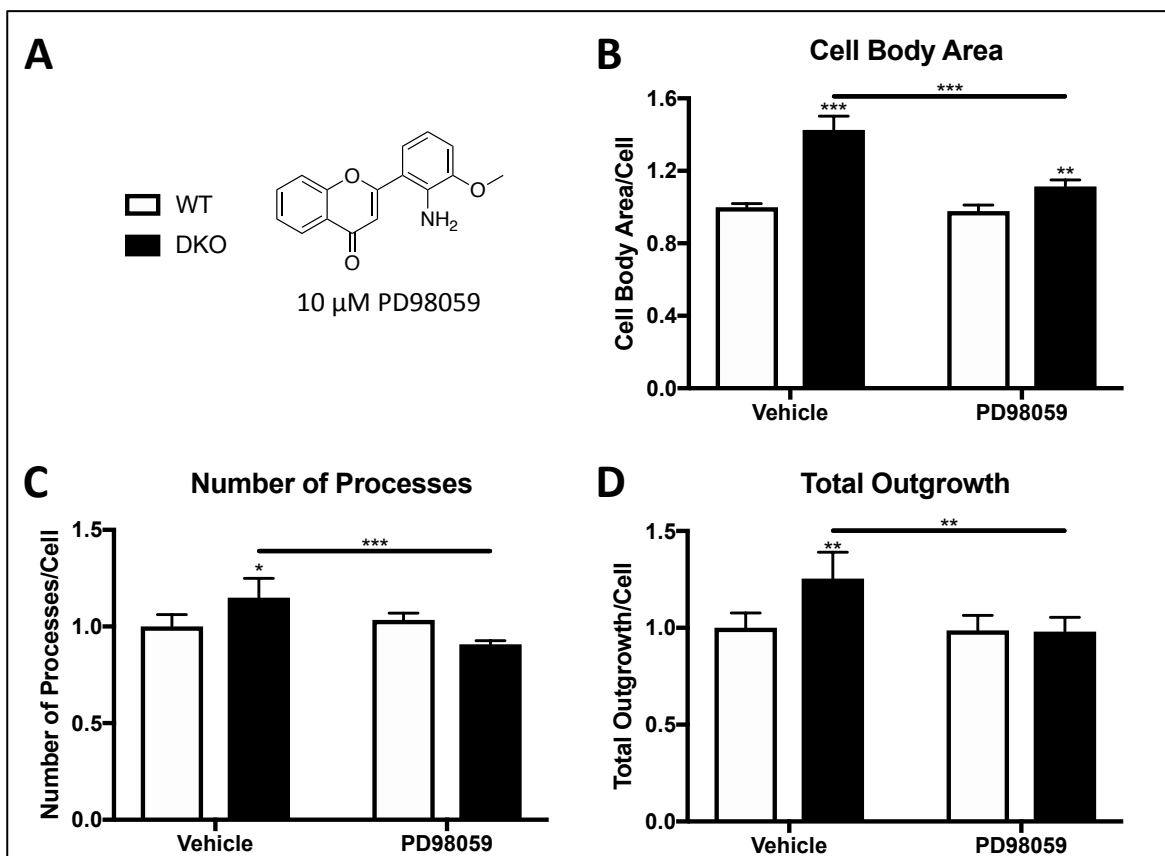 A
WT
DKO
O
O
NH2
O
10 µM PD98059
B
Cell Body Area
Cell Body Area/Cell
1.6
1.2
0.8
0.4
0.0
***
***
**
Vehicle
PD98059
C
Number of Processes
Number of Processes/Cell
1.5
1.0
0.5
0.0
*
***
Vehicle
PD98059
D
Total Outgrowth
Total Outgrowth/Cell
1.5
1.0
0.5
0.0
**
**
Vehicle
PD98059